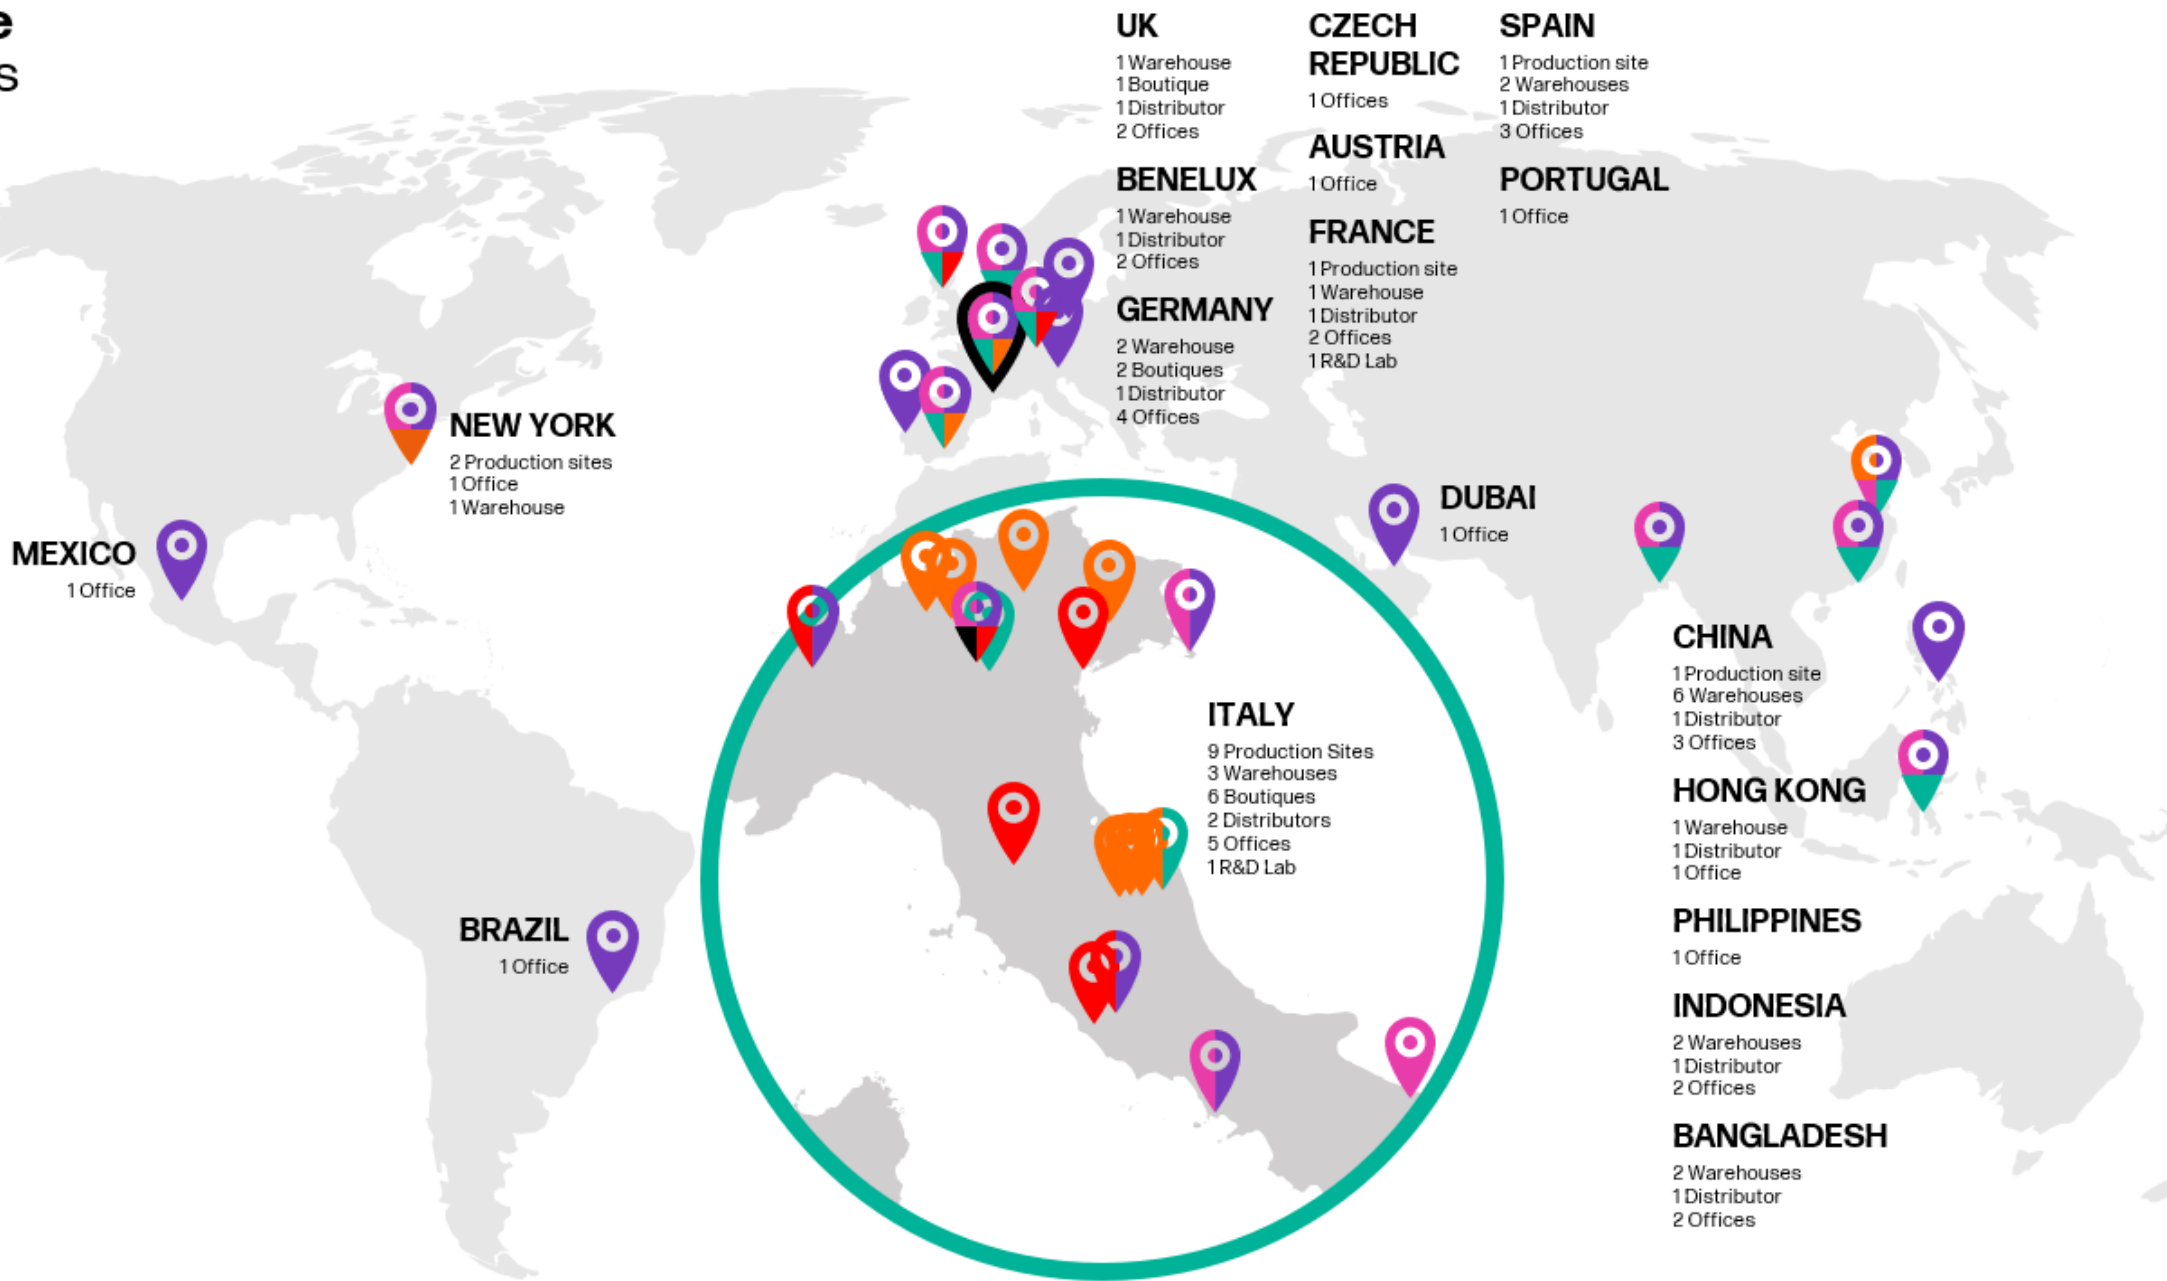 e
s
UK
1 Warehouse
1 Boutique
1 Distributor
2 Offices
BENELUX
1 Warehouse
1 Distributor
2 Offices
GERMANY
2 Warehouse
2 Boutiques
1 Distributor
4 Offices
CZECH
REPUBLIC
1 Offices
AUSTRIA
1 Office
FRANCE
1 Production site
1 Warehouse
1 Distributor
2 Offices
1 R&D Lab
SPAIN
1 Production site
2 Warehouses
1 Distributor
3 Offices
PORTUGAL
1 Office
NEW YORK
2 Production sites
1 Office
1 Warehouse
MEXICO
1 Office
BRAZIL
1 Office
DUBAI
1 Office
ITALY
9 Production Sites
3 Warehouses
6 Boutiques
2 Distributors
5 Offices
1 R&D Lab
CHINA
1 Production site
6 Warehouses
1 Distributor
3 Offices
HONG KONG
1 Warehouse
1 Distributor
1 Office
PHILIPPINES
1 Office
INDONESIA
2 Warehouses
1 Distributor
2 Offices
BANGLADESH
2 Warehouses
1 Distributor
2 Offices